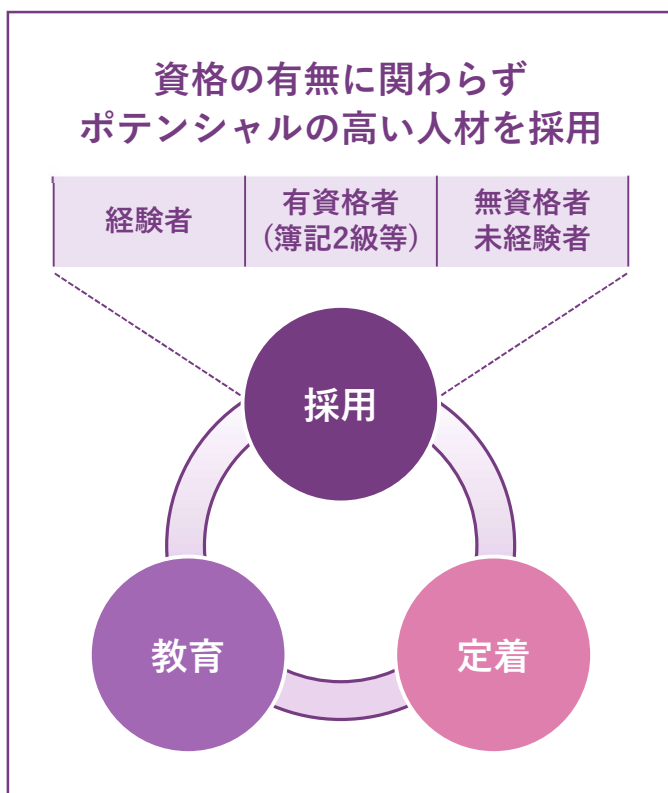 資格の有無に関わらず
ポテンシャルの高い人材を採用
経験者
有資格者
(簿記2級等)
無資格者
未経験者
採用
教育
定着